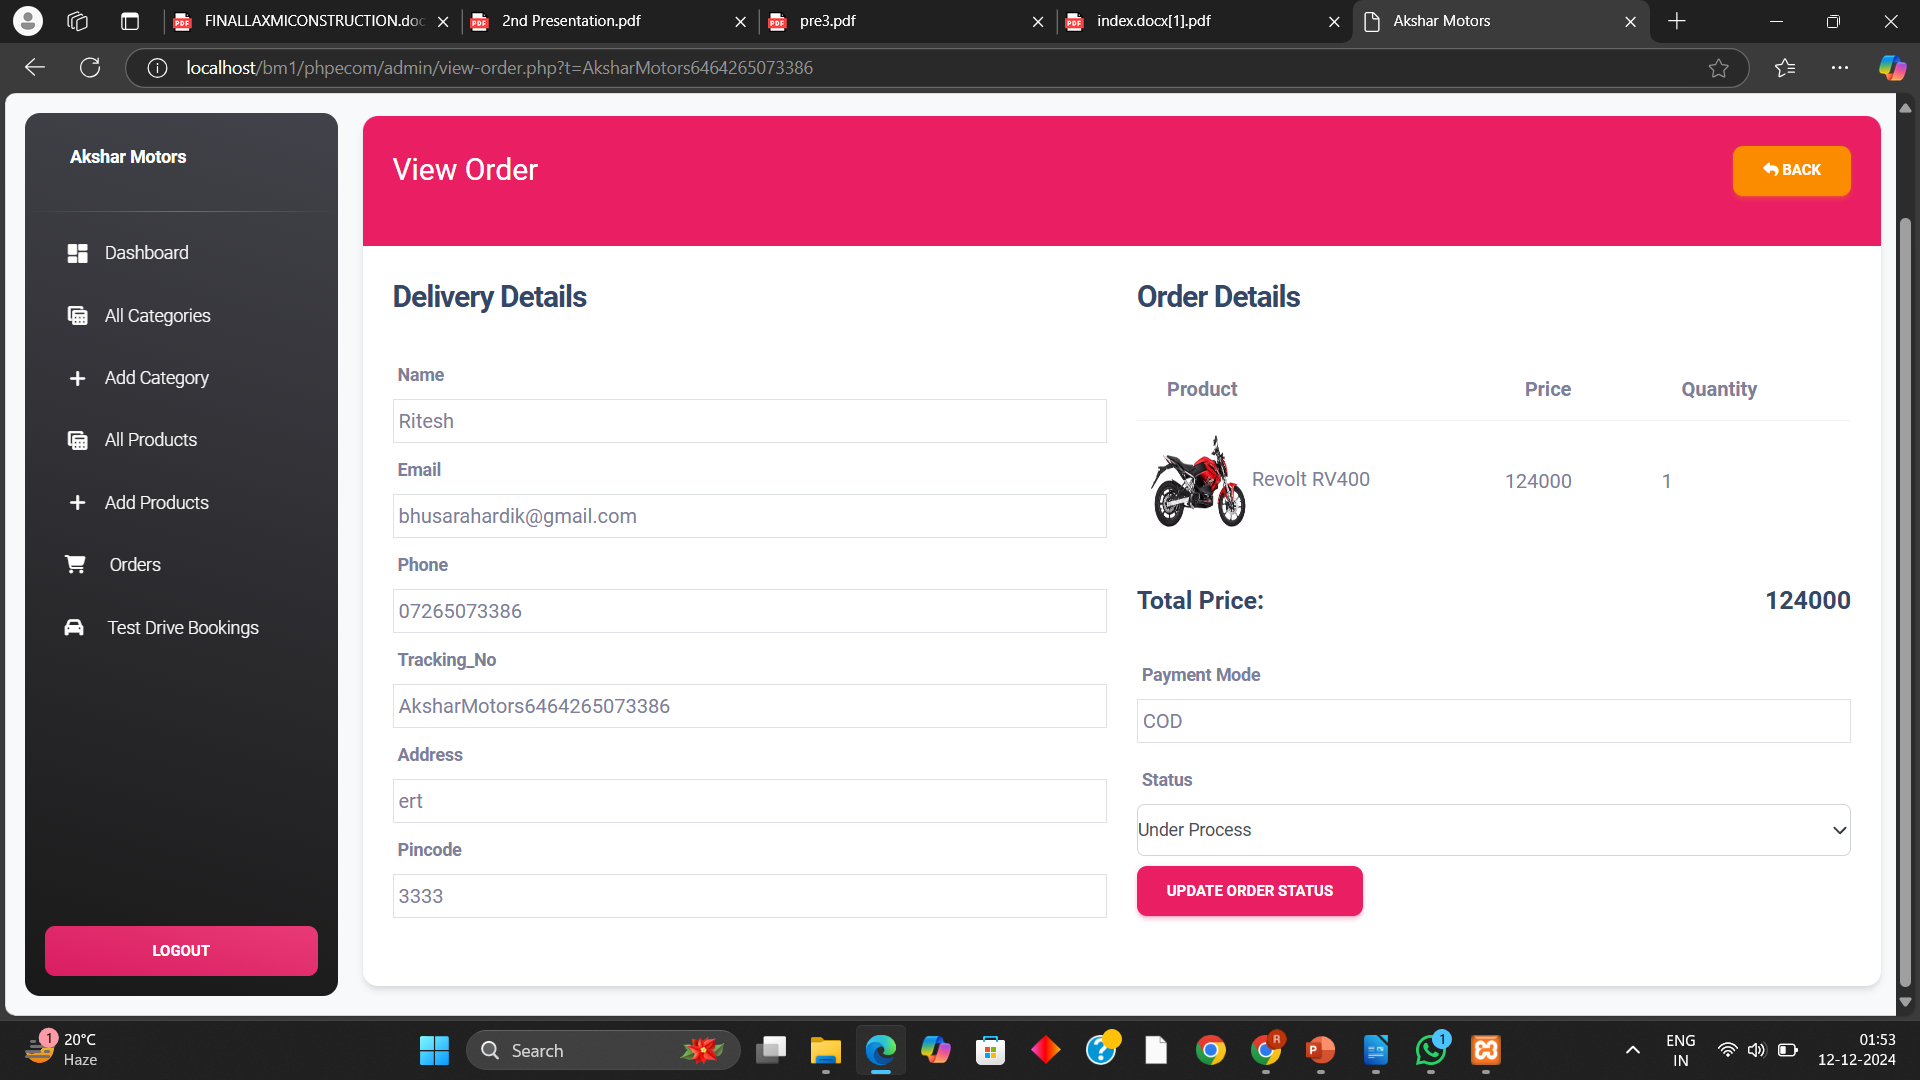 FINALLAXMICONSTRUCTION.doc
2nd Presentation.pdf
pre3.pdf
index.docx[1].pdf
Akshar Motors
localhost/bm1/phpecom/admin/view-order.php?t=AksharMotors6464265073386
Akshar Motors
Dashboard
All Categories
Add Category
All Products
Add Products
Orders
Test Drive Bookings
LOGOUT
View Order
BACK
Delivery Details
Name
Ritesh
Email
bhusarahardik@gmail.com
Phone
07265073386
Tracking_No
AksharMotors6464265073386
Address
ert
Pincode
3333
Order Details
Product Price Quantity
Revolt RV400 124000 1
Total Price: 124000
Payment Mode
COD
Status
Under Process
UPDATE ORDER STATUS
1
20°C
Haze
Search
R
1
ENG
IN
01:53
12-12-2024